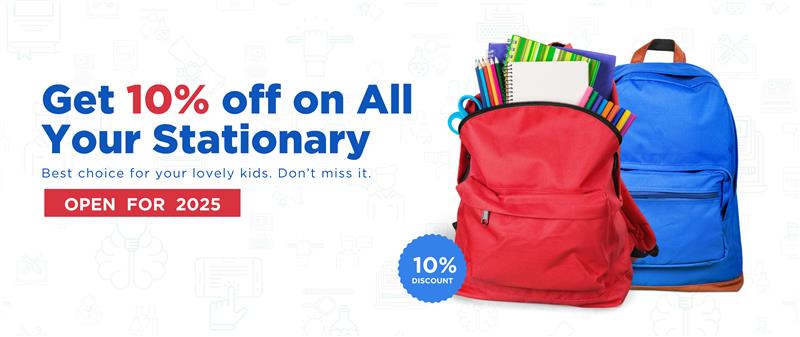 Get 10% off on All
Your Stationary
Best choice for your lovely kids. Don't miss it.
OPEN FOR 2025
10%
DISCOUNT